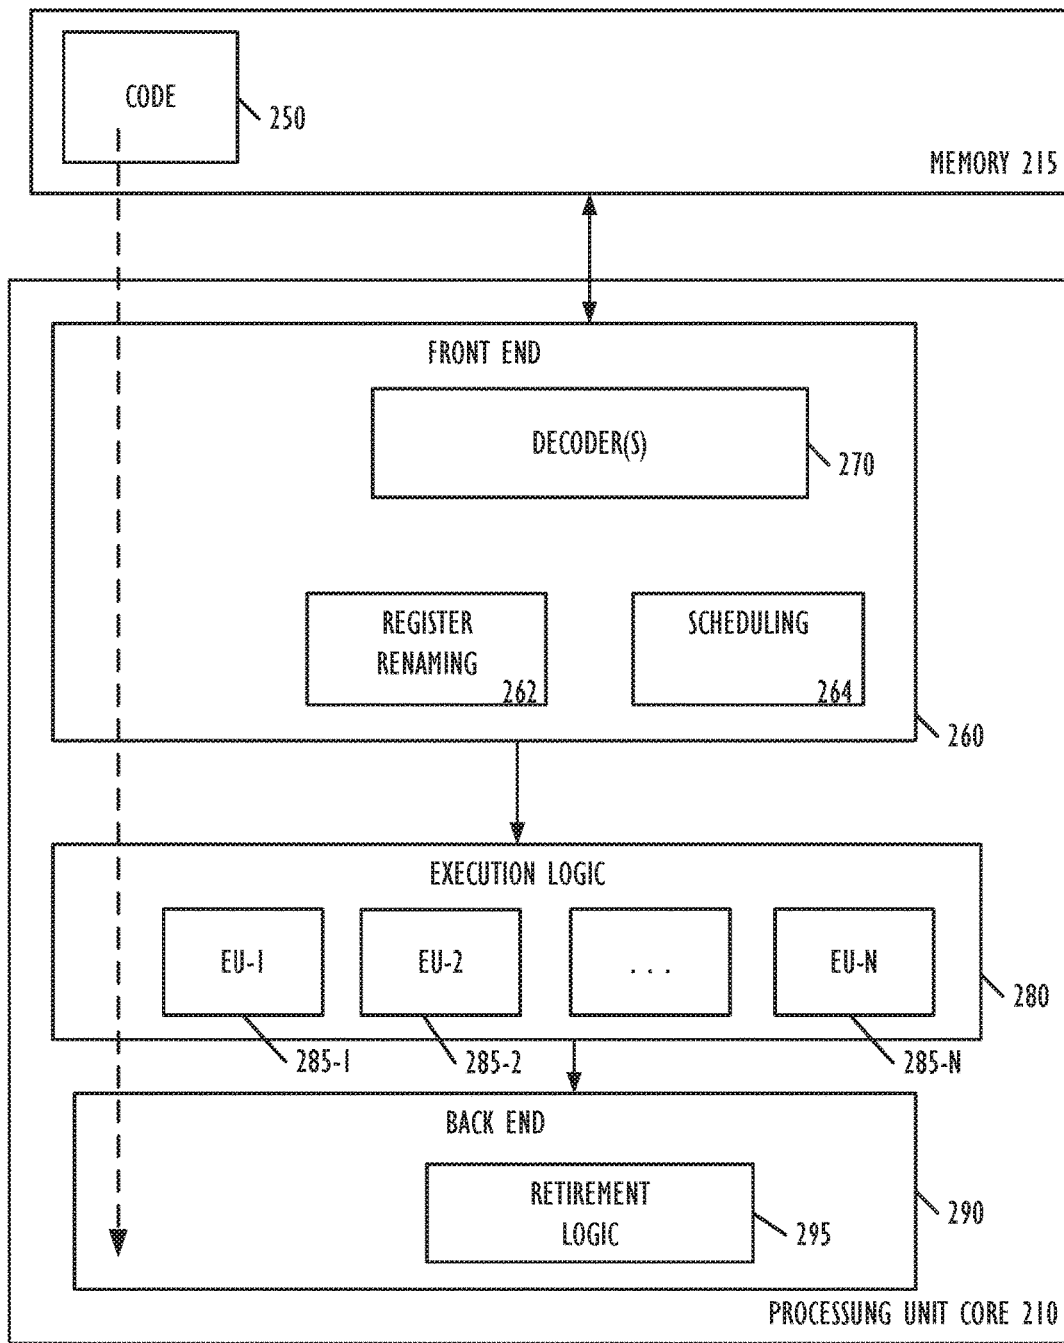 CODE
250
MEMORY 215
FRONT END
DECODER(S)
270
REGISTER
RENAMING
262
SCHEDULING
264
260
EXECUTION LOGIC
EU-1
EU-2
...
EU-N
280
285-1
285-2
285-N
BACK END
RETIREMENT
LOGIC
295
290
PROCESSUNG UNIT CORE 210